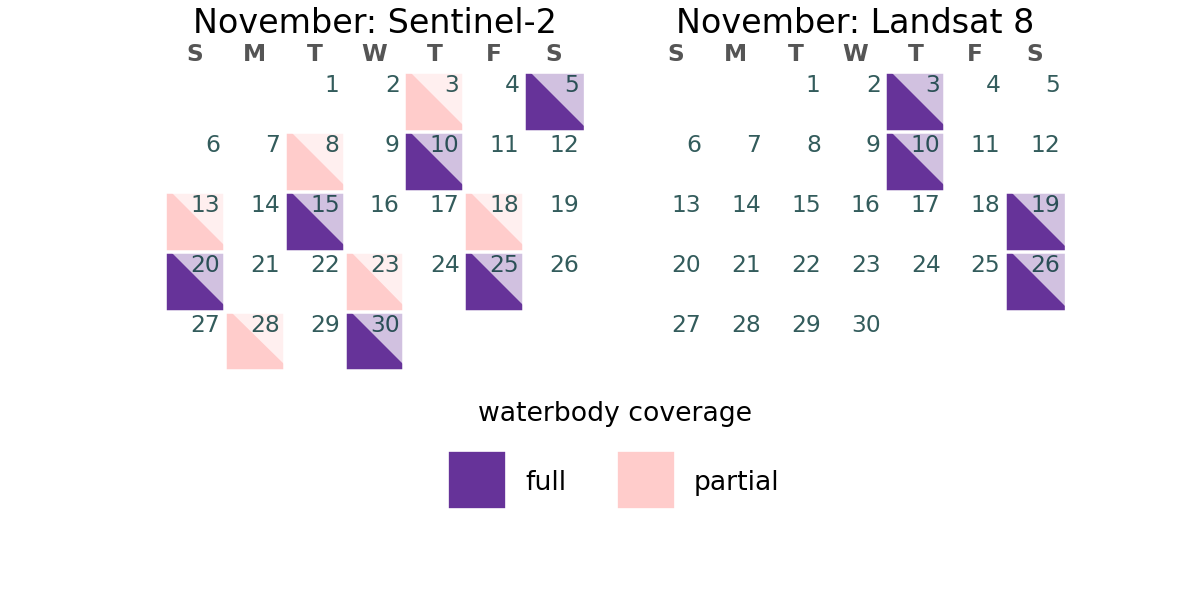 November: Sentinel-2
S M T W T F S
1 2 3 4 5
6 7 8 9 10 11 12
13 14 15 16 17 18 19
20 21 22 23 24 25 26
27 28 29 30
November: Landsat 8
S M T W T F S
1 2 3 4 5
6 7 8 9 10 11 12
13 14 15 16 17 18 19
20 21 22 23 24 25 26
27 28 29 30
waterbody coverage
full
partial